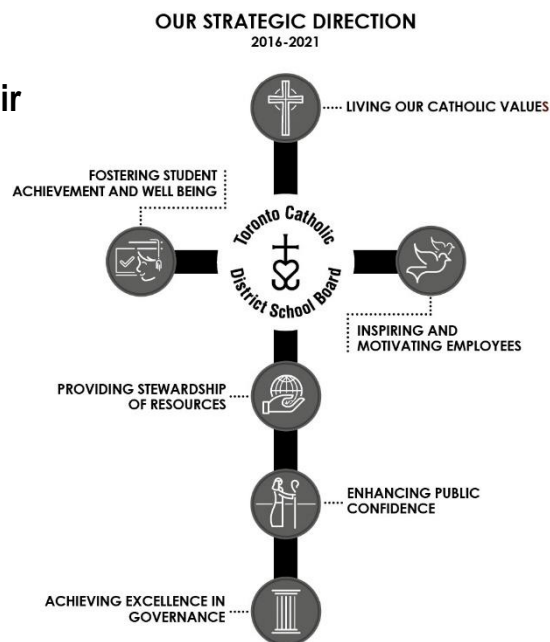 OUR STRATEGIC DIRECTION
2016-2021
ir
LIVING OUR CATHOLIC VALUES
FOSTERING STUDENT
ACHIEVEMENT AND WELL BEING
Toronto Catholic
District School Board
INSPIRING AND
MOTIVATING EMPLOYEES
PROVIDING STEWARDSHIP
OF RESOURCES
ENHANCING PUBLIC
CONFIDENCE
ACHIEVING EXCELLENCE IN
GOVERNANCE